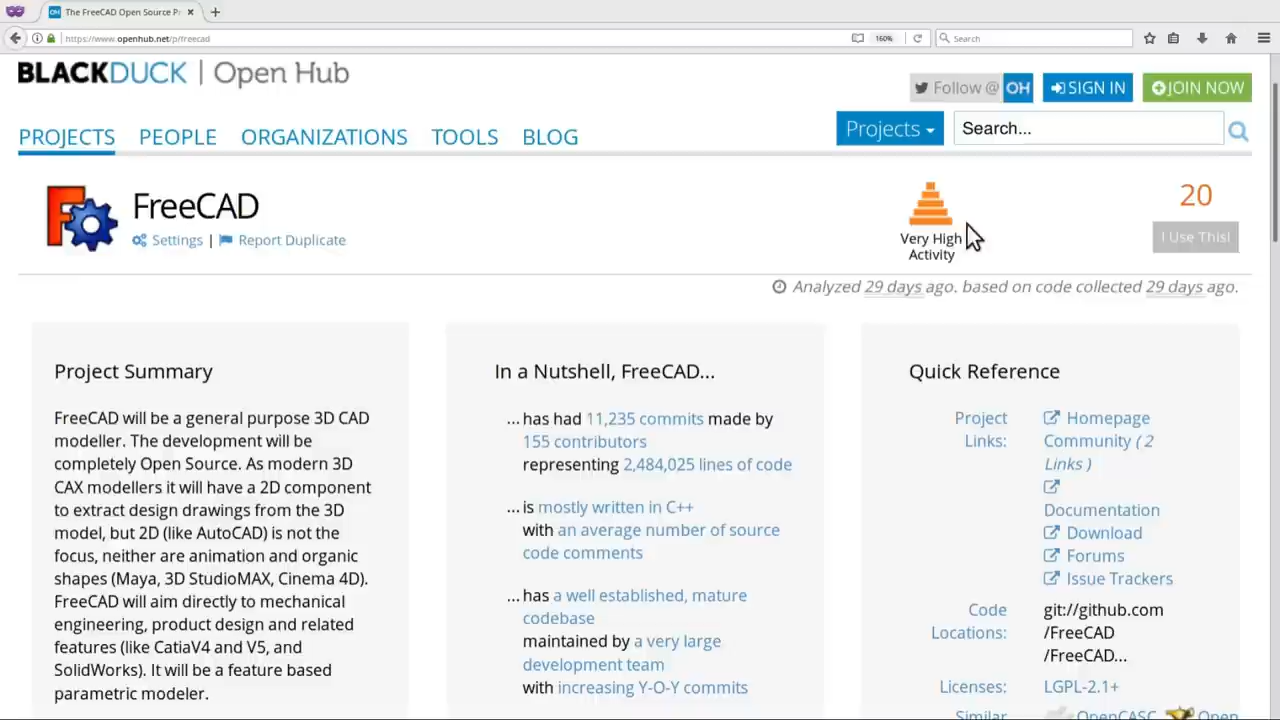 The FreeCAD Open Source Pr
https://www.openhub.net/p/freecad
160%
Search
BLACKDUCK | Open Hub
Follow @ OH
SIGN IN
JOIN NOW
PROJECTS PEOPLE ORGANIZATIONS TOOLS BLOG
Projects
Search...
FreeCAD
Settings | Report Duplicate
Very High
Activity
20
I Use This!
Analyzed 29 days ago. based on code collected 29 days ago.
Project Summary
FreeCAD will be a general purpose 3D CAD
modeller. The development will be
completely Open Source. As modern 3D
CAX modellers it will have a 2D component
to extract design drawings from the 3D
model, but 2D (like AutoCAD) is not the
focus, neither are animation and organic
shapes (Maya, 3D StudioMAX, Cinema 4D).
FreeCAD will aim directly to mechanical
engineering, product design and related
features (like CatiaV4 and V5, and
SolidWorks). It will be a feature based
parametric modeler.
In a Nutshell, FreeCAD...
... has had 11,235 commits made by
155 contributors
representing 2,484,025 lines of code
... is mostly written in C++
with an average number of source
code comments
... has a well established, mature
codebase
maintained by a very large
development team
with increasing Y-O-Y commits
Quick Reference
Project Links:
Homepage
Community ( 2
Links )
Documentation
Download
Forums
Issue Trackers
Code Locations:
git://github.com
/FreeCAD
/FreeCAD...
Licenses: LGPL-2.1+
Similar OpenCASC Open